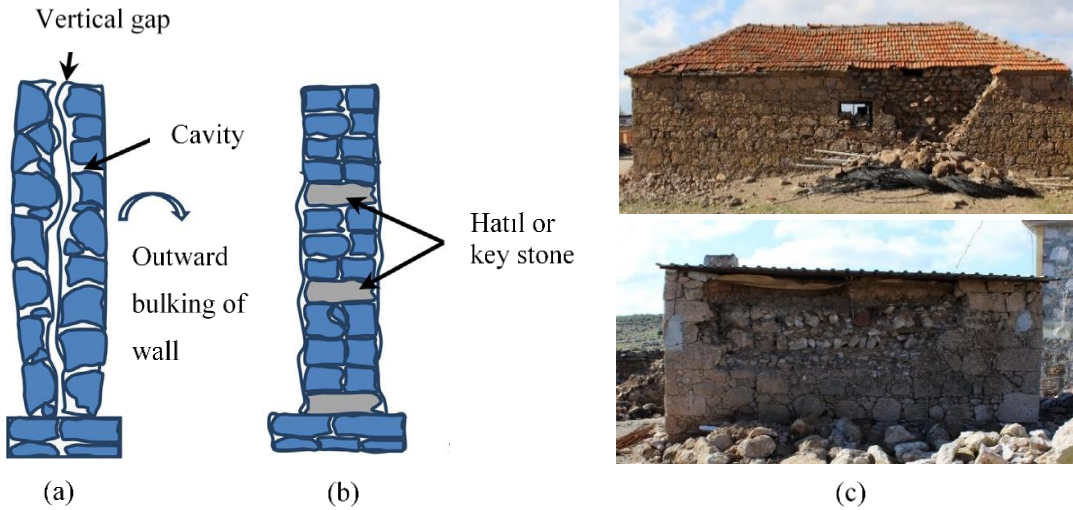 Vertical gap
Cavity
Outward
bulking of
wall
Hatıl or
key stone
(a)
(b)
(c)